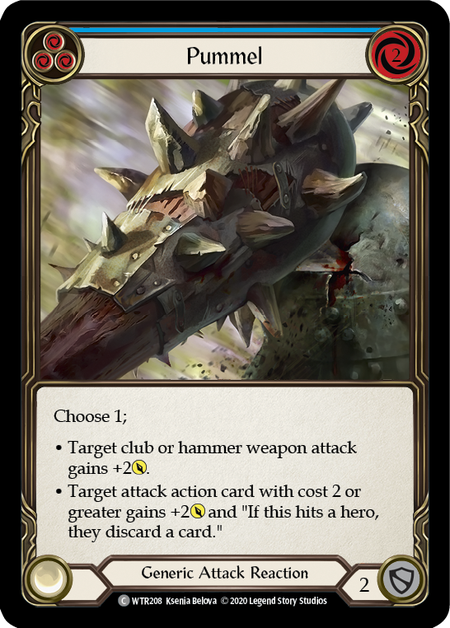 Pummel
2
Choose 1;
• Target club or hammer weapon attack
gains +2.
• Target attack action card with cost 2 or
greater gains +2 and "If this hits a hero,
they discard a card."
Generic Attack Reaction
2
C WTR208 Ksenia Belova © 2020 Legend Story Studios